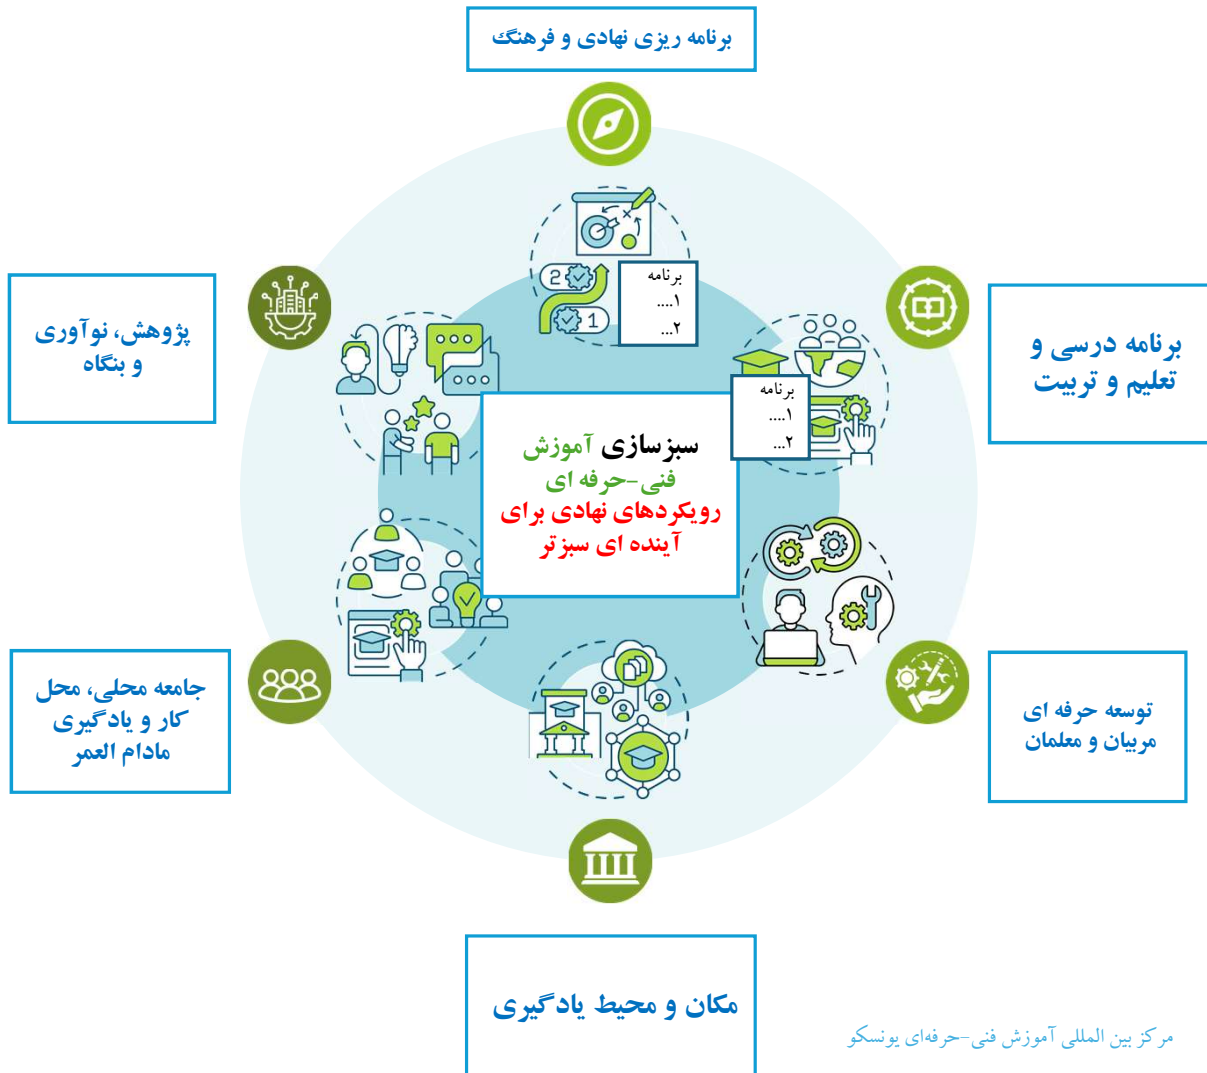 برنامه ریزی نهادی و فرهنگ
2
1
برنامه
۱....
۲...
برنامه درسی و
تعلیم و تربیت
برنامه
۱....
۲...
پژوهش، نوآوری
و بنگاه
سبزسازی آموزش
فنی-حرفه ای
رویکردهای نهادی برای
آینده ای سبزتر
توسعه حرفه ای
مربیان و معلمان
جامعه محلی، محل
کار و یادگیری
مادام العمر
مکان و محیط یادگیری
مرکز بین المللی آموزش فنی-حرفه‌ای یونسکو